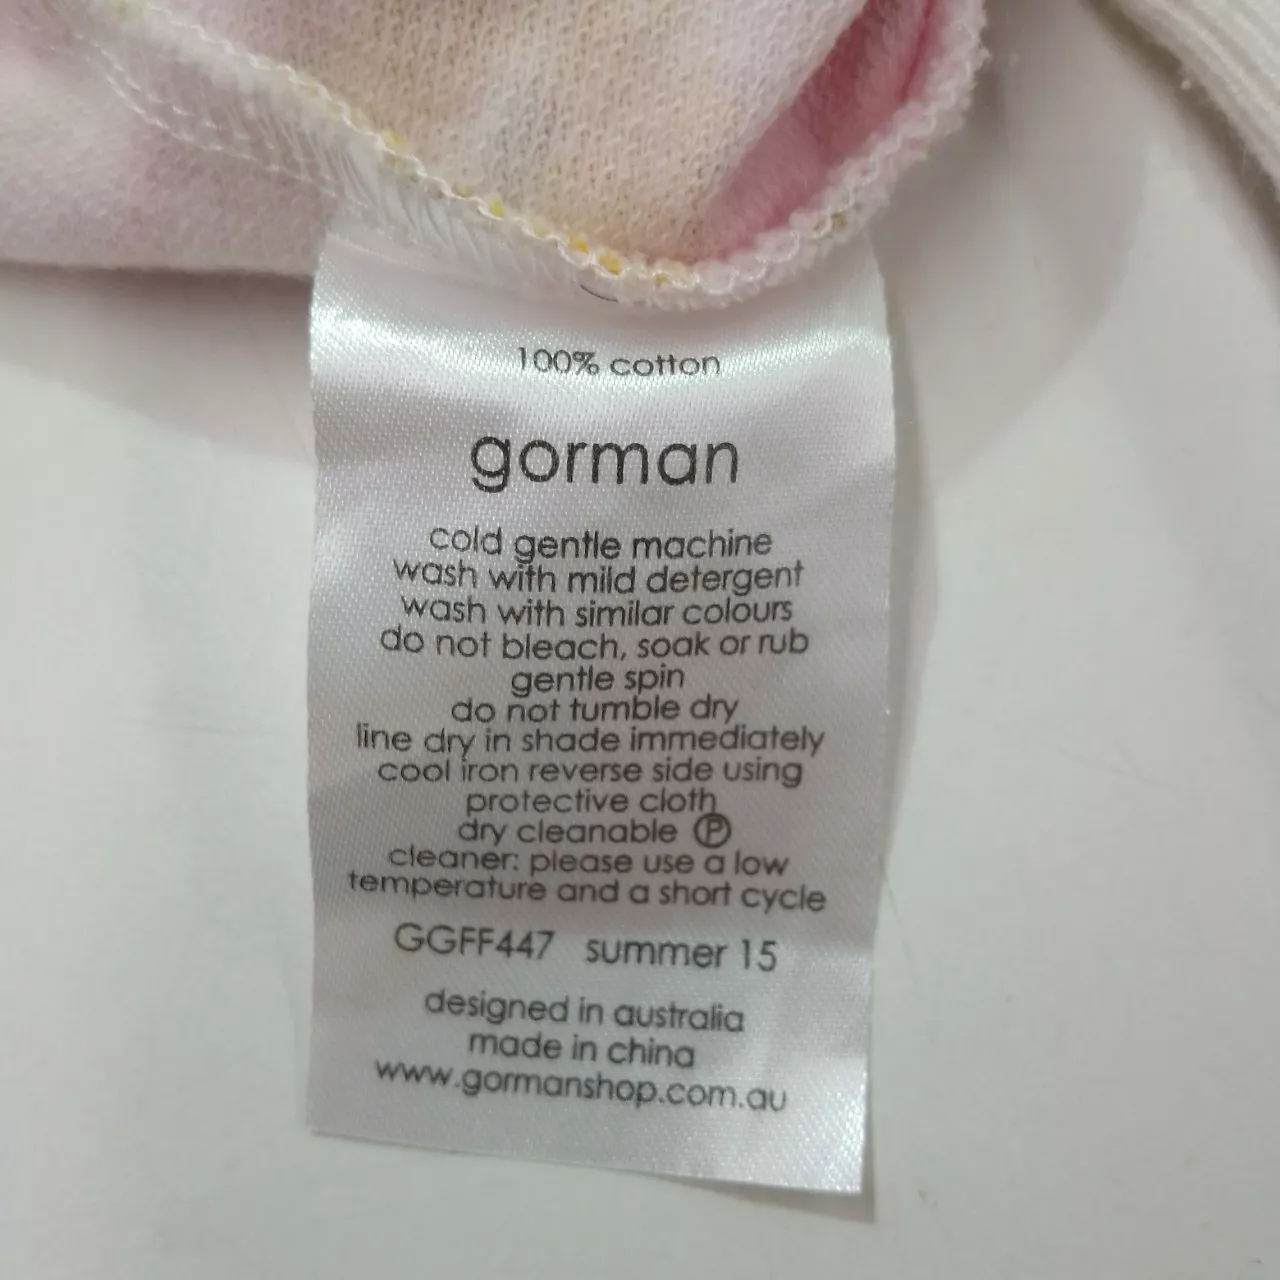 100% cotton
gorman
cold gentle machine
wash with mild detergent
wash with similar colours
do not bleach, soak or rub
gentle spin
do not tumble dry
line dry in shade immediately
cool iron reverse side using
protective cloth
dry cleanable Ⓟ
cleaner: please use a low
temperature and a short cycle
GGFF447 summer 15
designed in australia
made in china
www.gormanshop.com.au